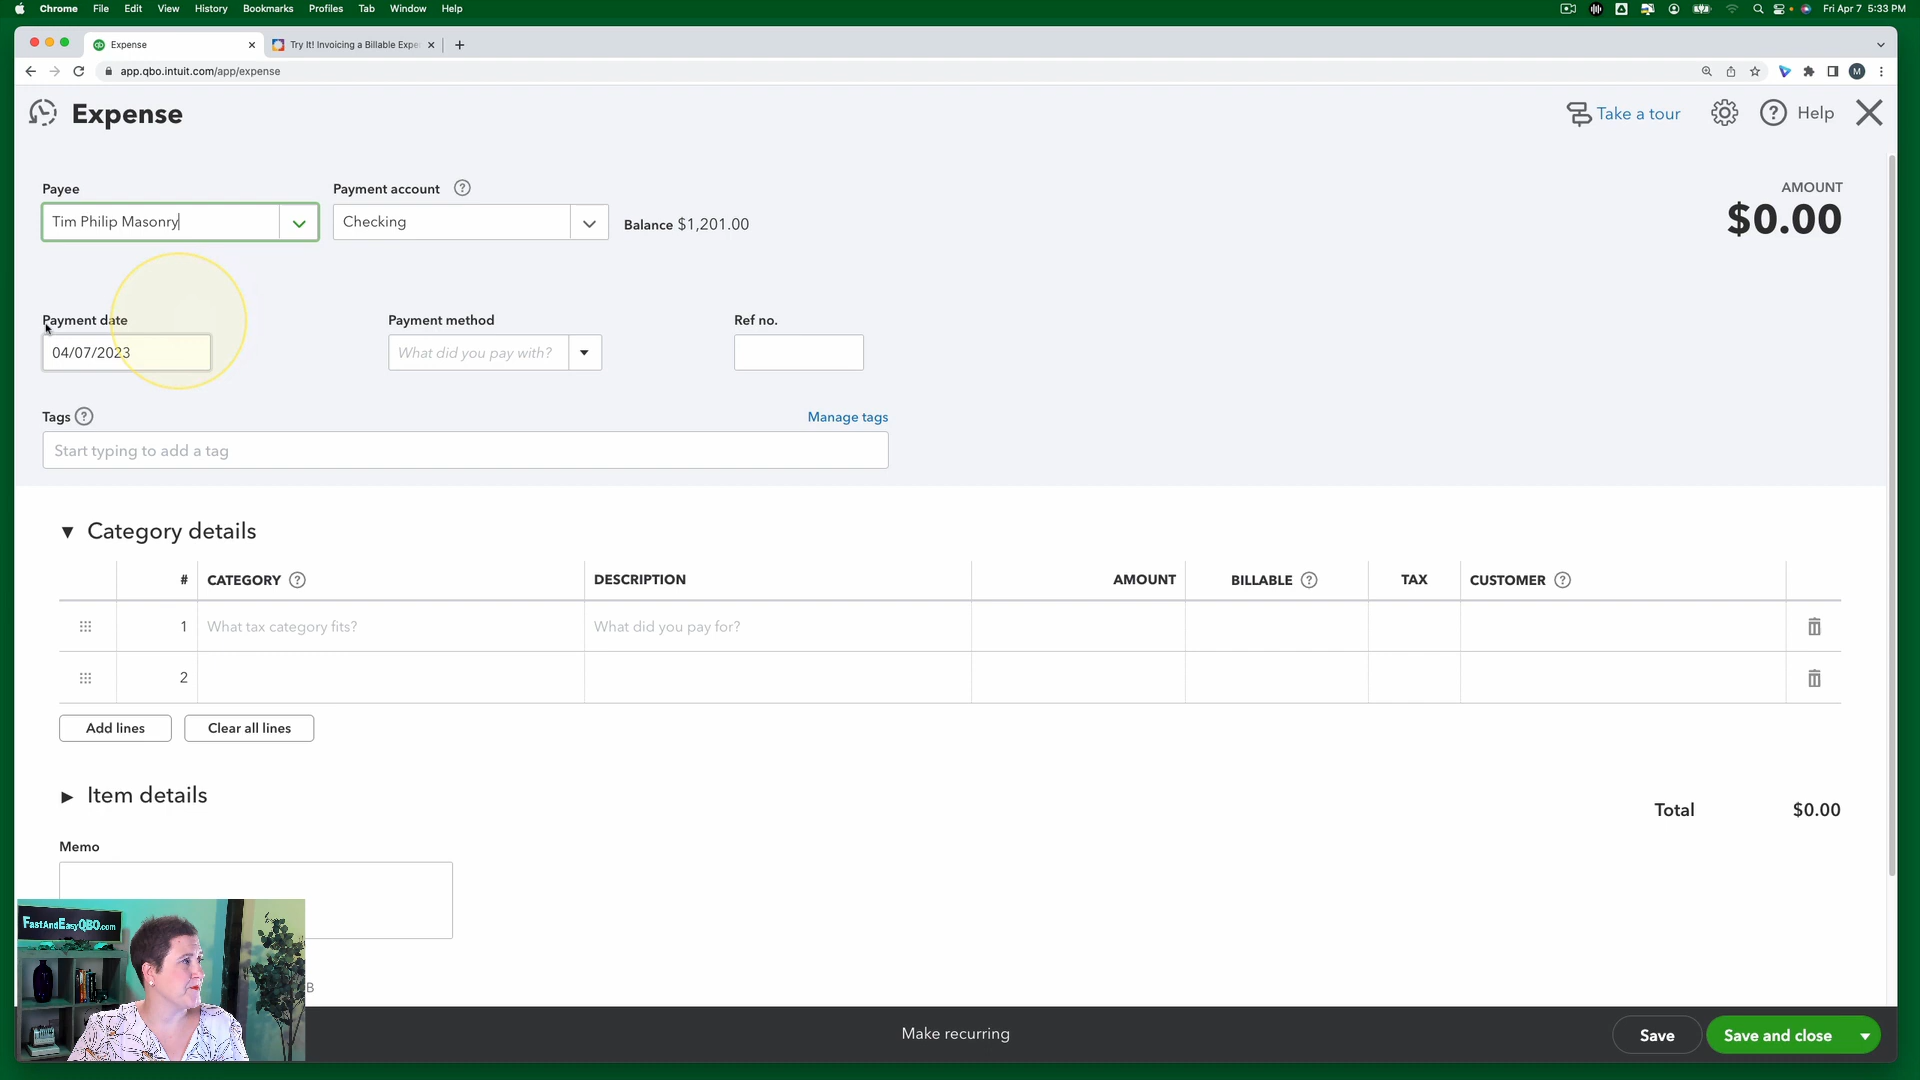 Chrome File Edit View History Bookmarks Profiles Tab Window Help Fri Apr 7 5:33 PM
Expense Try It! Invoicing a Billable Expe
app.qbo.intuit.com/app/expense M
Expense Take a tour Help
Payee Payment account AMOUNT
Tim Philip Masonry Checking Balance $1,201.00 $0.00
Payment date Payment method Ref no.
04/07/2023 What did you pay with?
Tags Manage tags
Start typing to add a tag
Category details
# CATEGORY DESCRIPTION AMOUNT BILLABLE TAX CUSTOMER
1 What tax category fits? What did you pay for?
2
Add lines Clear all lines
Item details
Total $0.00
Memo
FastAndEasyQBO.com
B
Make recurring Save Save and close